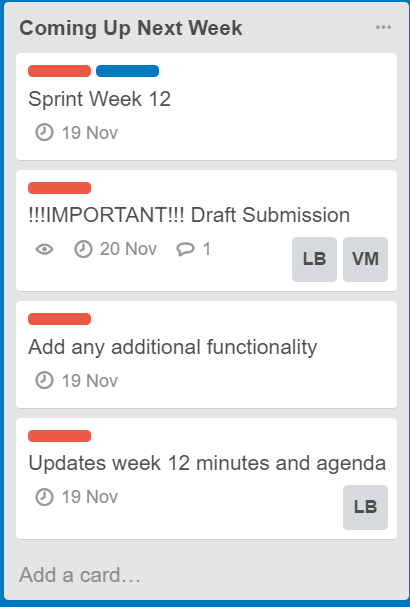 Coming Up Next Week
Sprint Week 12
19 Nov
!!!IMPORTANT!!! Draft Submission
20 Nov 1
LB VM
Add any additional functionality
19 Nov
Updates week 12 minutes and agenda
19 Nov
LB
Add a card…